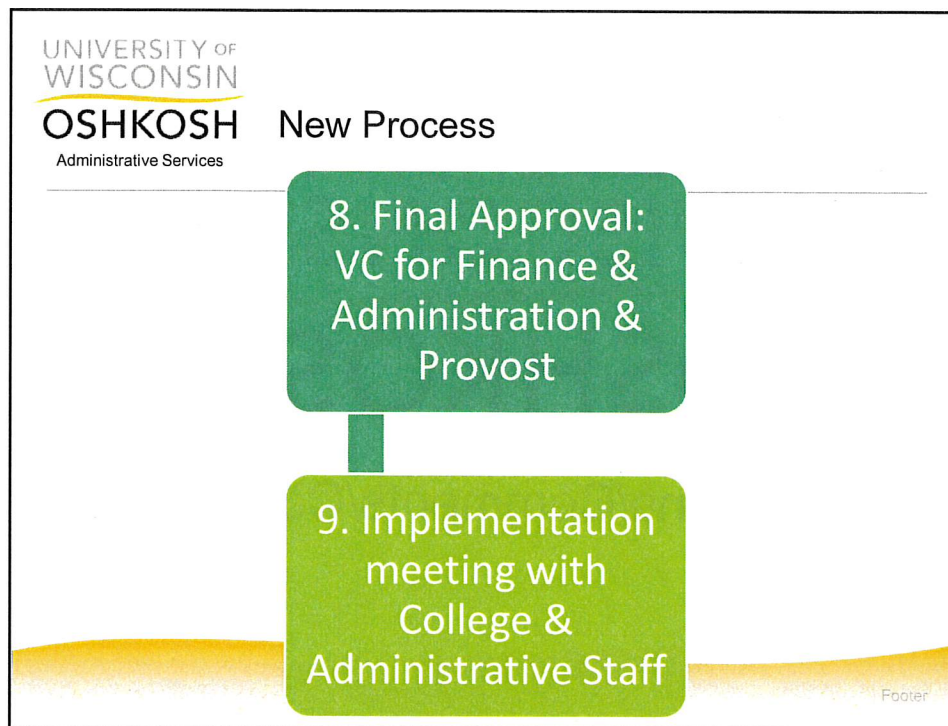 UNIVERSITY OF
WISCONSIN
OSHKOSH
Administrative Services
New Process
8. Final Approval:
VC for Finance &
Administration &
Provost
9. Implementation
meeting with
College &
Administrative Staff
Footer